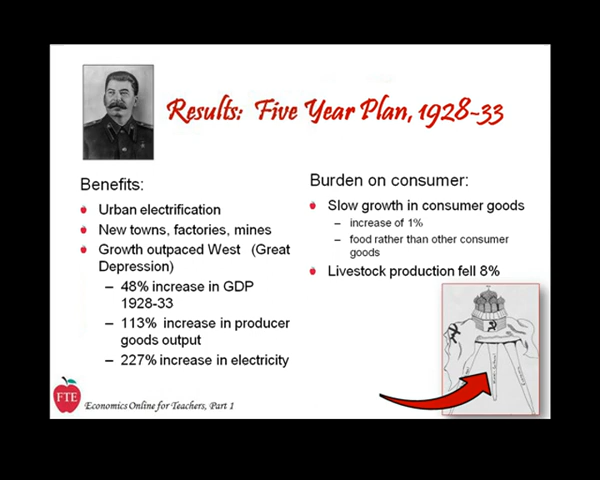 Results: Five Year Plan, 1928-33
Benefits:
Urban electrification
New towns, factories, mines
Growth outpaced West (Great
Depression)
– 48% increase in GDP
1928-33
– 113% increase in producer
goods output
– 227% increase in electricity
Burden on consumer:
Slow growth in consumer goods
– increase of 1%
– food rather than other consumer
goods
Livestock production fell 8%
FTE
Economics Online for Teachers, Part 1